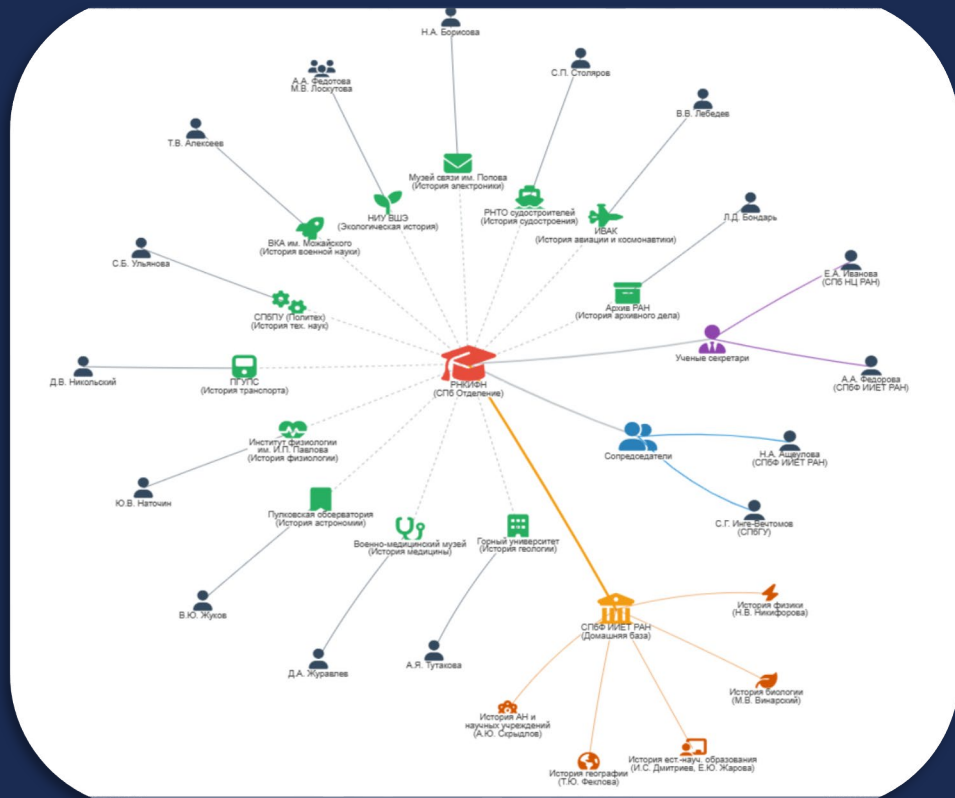 Н.А. Борисова
С.П. Столяров
А.А. Федотова
М.В. Лоскутова
В.В. Лебедев
Т.В. Алексеев
Музей связи им. Попова
(История электроники)
НИУ ВШЭ
(Экологическая история)
РНТО судостроителей
(История судостроения)
ИВАК
(История авиации и космонавтики)
Л.Д. Бондарь
ВКА им. Можайского
(История военной науки)
С.Б. Ульянова
Е.А. Иванова
(СПб НЦ РАН)
СПбПУ (Политех)
(История тех. наук)
Архив РАН
(История архивного дела)
Ученые секретари
Д.В. Никольский
ПГУПС
(История транспорта)
РНКИФН
(СПб Отделение)
А.А. Федорова
(СПбФ ИИЕТ РАН)
Институт физиологии
им. И.П. Павлова
(История физиологии)
Сопредседатели
Н.А. Ащеулова
(СПбФ ИИЕТ РАН)
Ю.В. Наточин
Пулковская обсерватория
(История астрономии)
Военно-медицинский музей
(История медицины)
Горный университет
(История геологии)
С.Г. Инге-Вечтомов
(СПбГУ)
В.Ю. Жуков
СПбФ ИИЕТ РАН
(Домашняя база)
История физики
(Н.В. Никифорова)
Д.А. Журавлев
А.Я. Тутакова
История биологии
(М.В. Винарский)
История АН и
научных учреждений
(А.Ю. Скрыдлов)
История географии
(Т.Ю. Феклова)
История ест.-науч. образования
(И.С. Дмитриев, Е.Ю. Жарова)